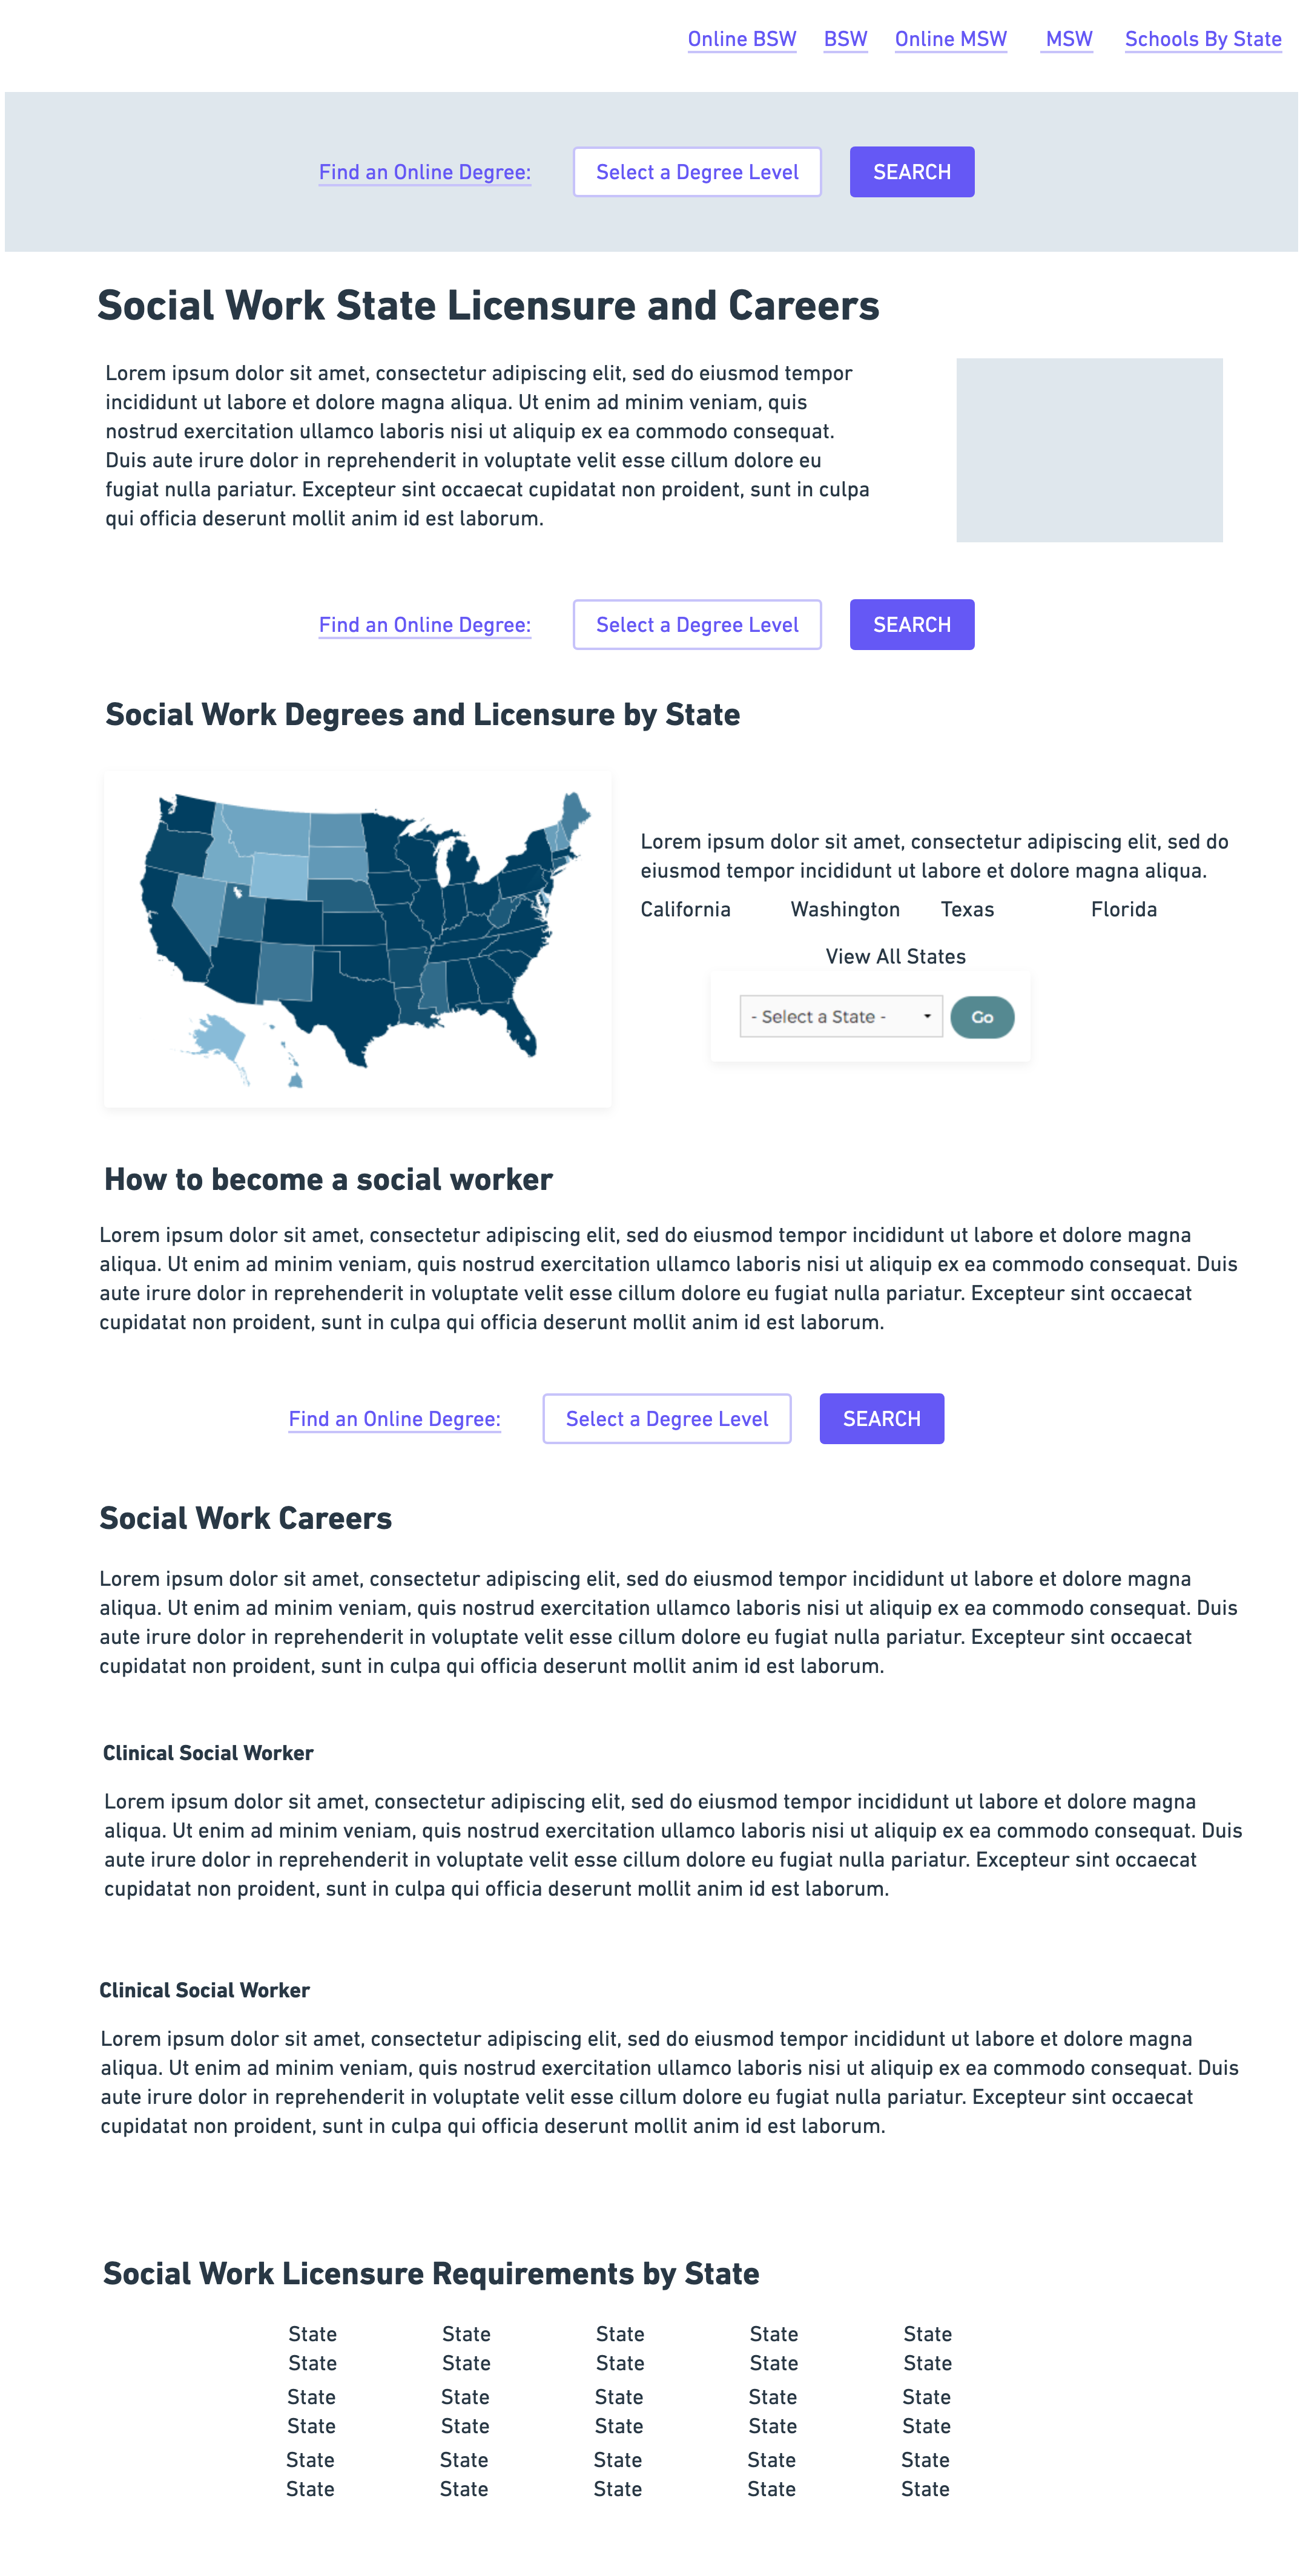 Online BSW BSW Online MSW MSW Schools By State
Find an Online Degree: Select a Degree Level SEARCH
Social Work State Licensure and Careers
Lorem ipsum dolor sit amet, consectetur adipiscing elit, sed do eiusmod tempor
incididunt ut labore et dolore magna aliqua. Ut enim ad minim veniam, quis
nostrud exercitation ullamco laboris nisi ut aliquip ex ea commodo consequat.
Duis aute irure dolor in reprehenderit in voluptate velit esse cillum dolore eu
fugiat nulla pariatur. Excepteur sint occaecat cupidatat non proident, sunt in culpa
qui officia deserunt mollit anim id est laborum.
Find an Online Degree: Select a Degree Level SEARCH
Social Work Degrees and Licensure by State
Lorem ipsum dolor sit amet, consectetur adipiscing elit, sed do
eiusmod tempor incididunt ut labore et dolore magna aliqua.
California Washington Texas Florida
View All States
- Select a State - Go
How to become a social worker
Lorem ipsum dolor sit amet, consectetur adipiscing elit, sed do eiusmod tempor incididunt ut labore et dolore magna
aliqua. Ut enim ad minim veniam, quis nostrud exercitation ullamco laboris nisi ut aliquip ex ea commodo consequat. Duis
aute irure dolor in reprehenderit in voluptate velit esse cillum dolore eu fugiat nulla pariatur. Excepteur sint occaecat
cupidatat non proident, sunt in culpa qui officia deserunt mollit anim id est laborum.
Find an Online Degree: Select a Degree Level SEARCH
Social Work Careers
Lorem ipsum dolor sit amet, consectetur adipiscing elit, sed do eiusmod tempor incididunt ut labore et dolore magna
aliqua. Ut enim ad minim veniam, quis nostrud exercitation ullamco laboris nisi ut aliquip ex ea commodo consequat. Duis
aute irure dolor in reprehenderit in voluptate velit esse cillum dolore eu fugiat nulla pariatur. Excepteur sint occaecat
cupidatat non proident, sunt in culpa qui officia deserunt mollit anim id est laborum.
Clinical Social Worker
Lorem ipsum dolor sit amet, consectetur adipiscing elit, sed do eiusmod tempor incididunt ut labore et dolore magna
aliqua. Ut enim ad minim veniam, quis nostrud exercitation ullamco laboris nisi ut aliquip ex ea commodo consequat. Duis
aute irure dolor in reprehenderit in voluptate velit esse cillum dolore eu fugiat nulla pariatur. Excepteur sint occaecat
cupidatat non proident, sunt in culpa qui officia deserunt mollit anim id est laborum.
Clinical Social Worker
Lorem ipsum dolor sit amet, consectetur adipiscing elit, sed do eiusmod tempor incididunt ut labore et dolore magna
aliqua. Ut enim ad minim veniam, quis nostrud exercitation ullamco laboris nisi ut aliquip ex ea commodo consequat. Duis
aute irure dolor in reprehenderit in voluptate velit esse cillum dolore eu fugiat nulla pariatur. Excepteur sint occaecat
cupidatat non proident, sunt in culpa qui officia deserunt mollit anim id est laborum.
Social Work Licensure Requirements by State
State State State State State
State State State State State
State State State State State
State State State State State
State State State State State
State State State State State